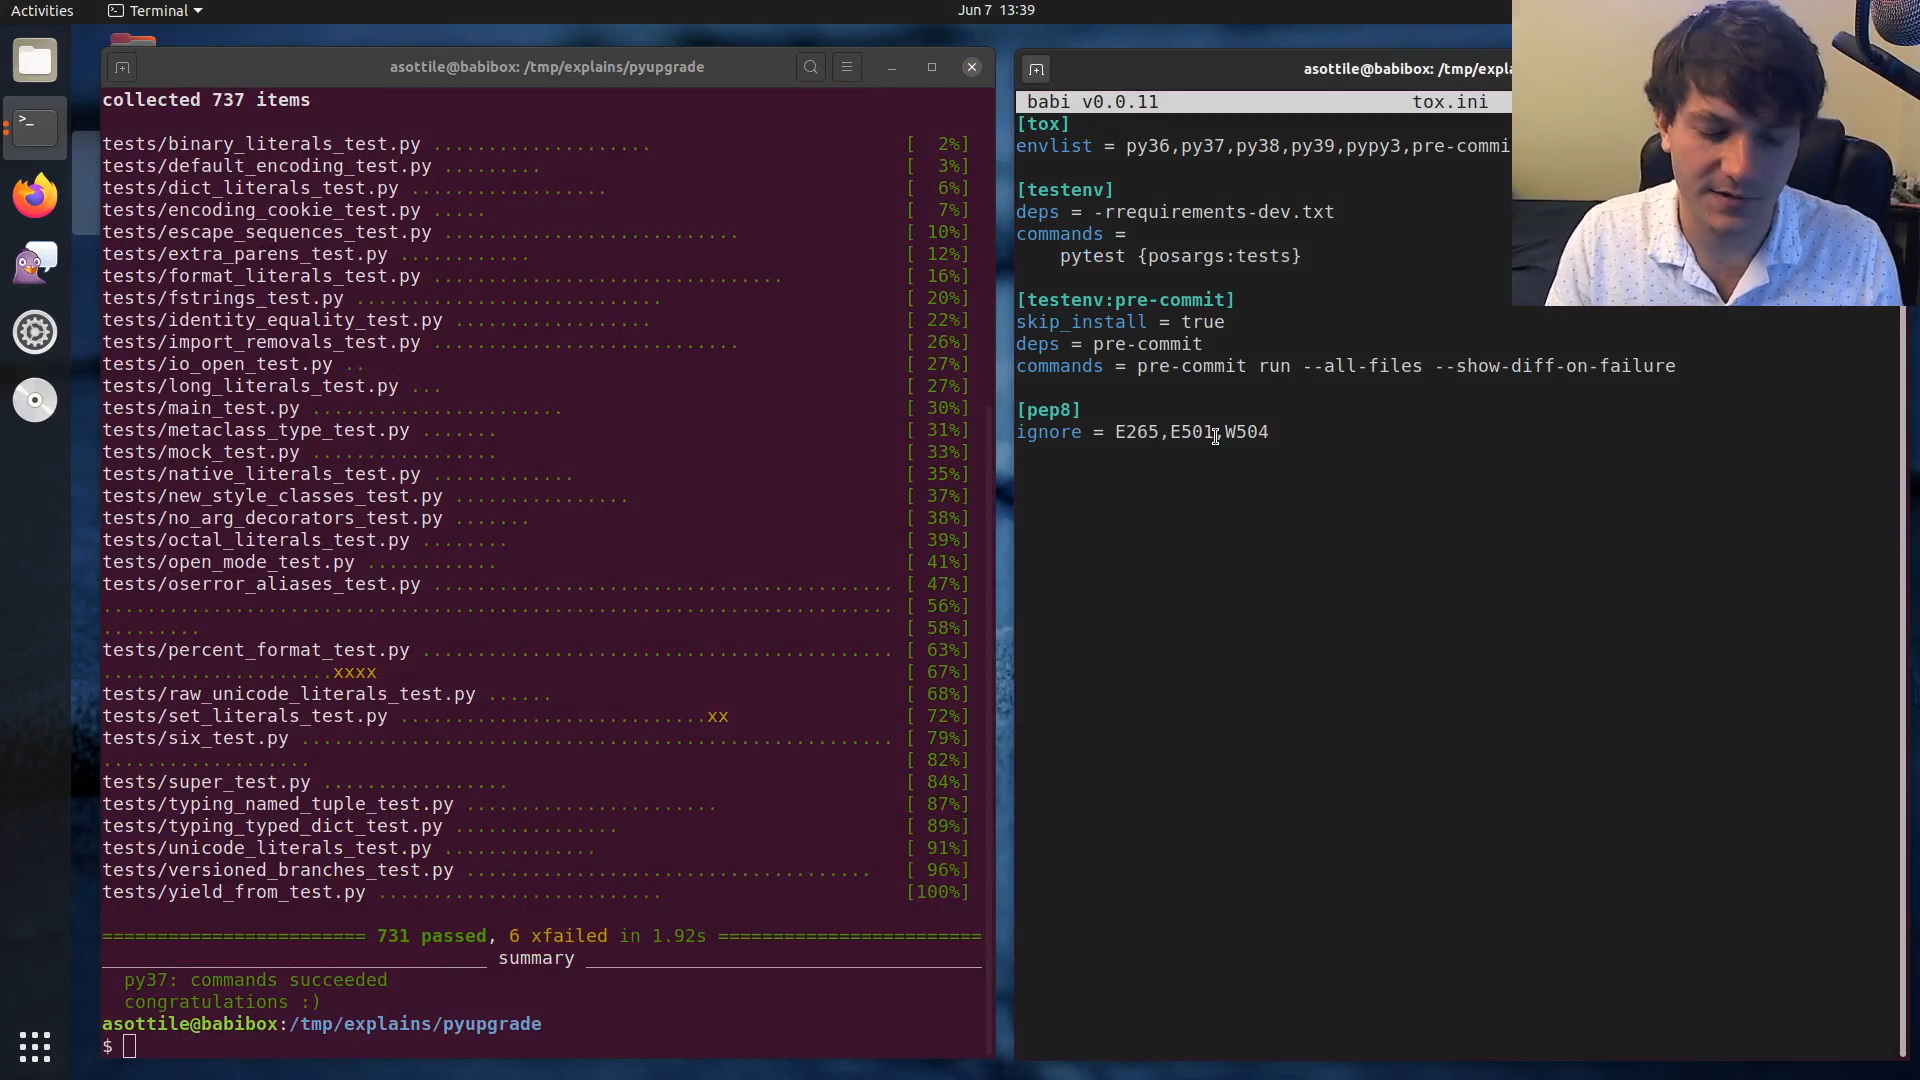 Activities
Terminal
Jun 7 13:39
asottile@babibox: /tmp/explains/pyupgrade
collected 737 items
tests/binary_literals_test.py .................... [ 2%]
tests/default_encoding_test.py ......... [ 3%]
tests/dict_literals_test.py .................. [ 6%]
tests/encoding_cookie_test.py ..... [ 7%]
tests/escape_sequences_test.py ........................... [ 10%]
tests/extra_parens_test.py ............ [ 12%]
tests/format_literals_test.py ............................... [ 16%]
tests/fstrings_test.py ............................ [ 20%]
tests/identity_equality_test.py .................. [ 22%]
tests/import_removals_test.py ............................ [ 26%]
tests/io_open_test.py .. [ 27%]
tests/long_literals_test.py ... [ 27%]
tests/main_test.py ....................... [ 30%]
tests/metaclass_type_test.py ....... [ 31%]
tests/mock_test.py ................. [ 33%]
tests/native_literals_test.py ............. [ 35%]
tests/new_style_classes_test.py ................ [ 37%]
tests/no_arg_decorators_test.py ....... [ 38%]
tests/octal_literals_test.py ........ [ 39%]
tests/open_mode_test.py ............ [ 41%]
tests/oserror_aliases_test.py .......................................... [ 47%]
........................................................................ [ 56%]
......... [ 58%]
tests/percent_format_test.py ........................................... [ 63%]
.....................xxxx [ 67%]
tests/raw_unicode_literals_test.py ...... [ 68%]
tests/set_literals_test.py ............................xx [ 72%]
tests/six_test.py ...................................................... [ 79%]
................... [ 82%]
tests/super_test.py ................. [ 84%]
tests/typing_named_tuple_test.py ....................... [ 87%]
tests/typing_typed_dict_test.py ............... [ 89%]
tests/unicode_literals_test.py .............. [ 91%]
tests/versioned_branches_test.py ..................................... [ 96%]
tests/yield_from_test.py .......................... [100%]
======================== 731 passed, 6 xfailed in 1.92s ========================
___________________________________ summary ____________________________________
py37: commands succeeded
congratulations :)
asottile@babibox:/tmp/explains/pyupgrade
$
asottile@babibox: /tmp/expla
babi v0.0.11 tox.ini
[tox]
envlist = py36,py37,py38,py39,pypy3,pre-commi
[testenv]
deps = -rrequirements-dev.txt
commands =
pytest {posargs:tests}
[testenv:pre-commit]
skip_install = true
deps = pre-commit
commands = pre-commit run --all-files --show-diff-on-failure
[pep8]
ignore = E265,E501,W504